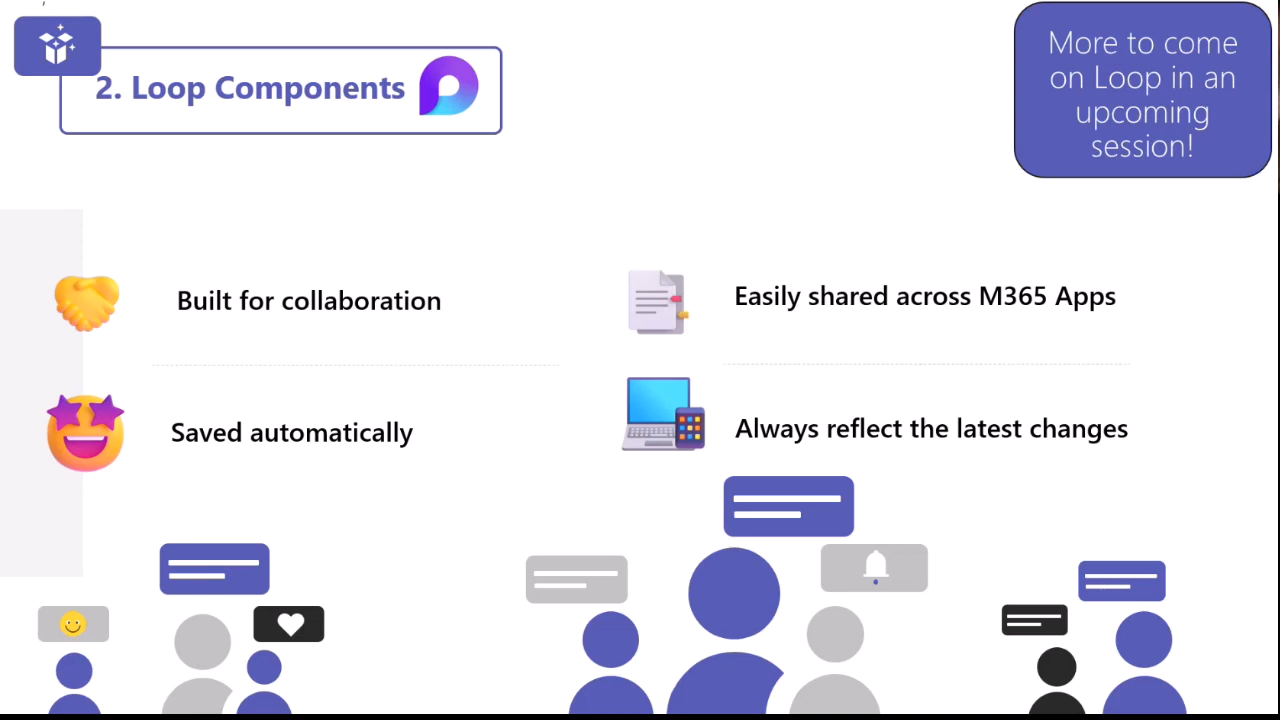 2. Loop Components
More to come
on Loop in an
upcoming
session!
Built for collaboration
Easily shared across M365 Apps
Saved automatically
Always reflect the latest changes